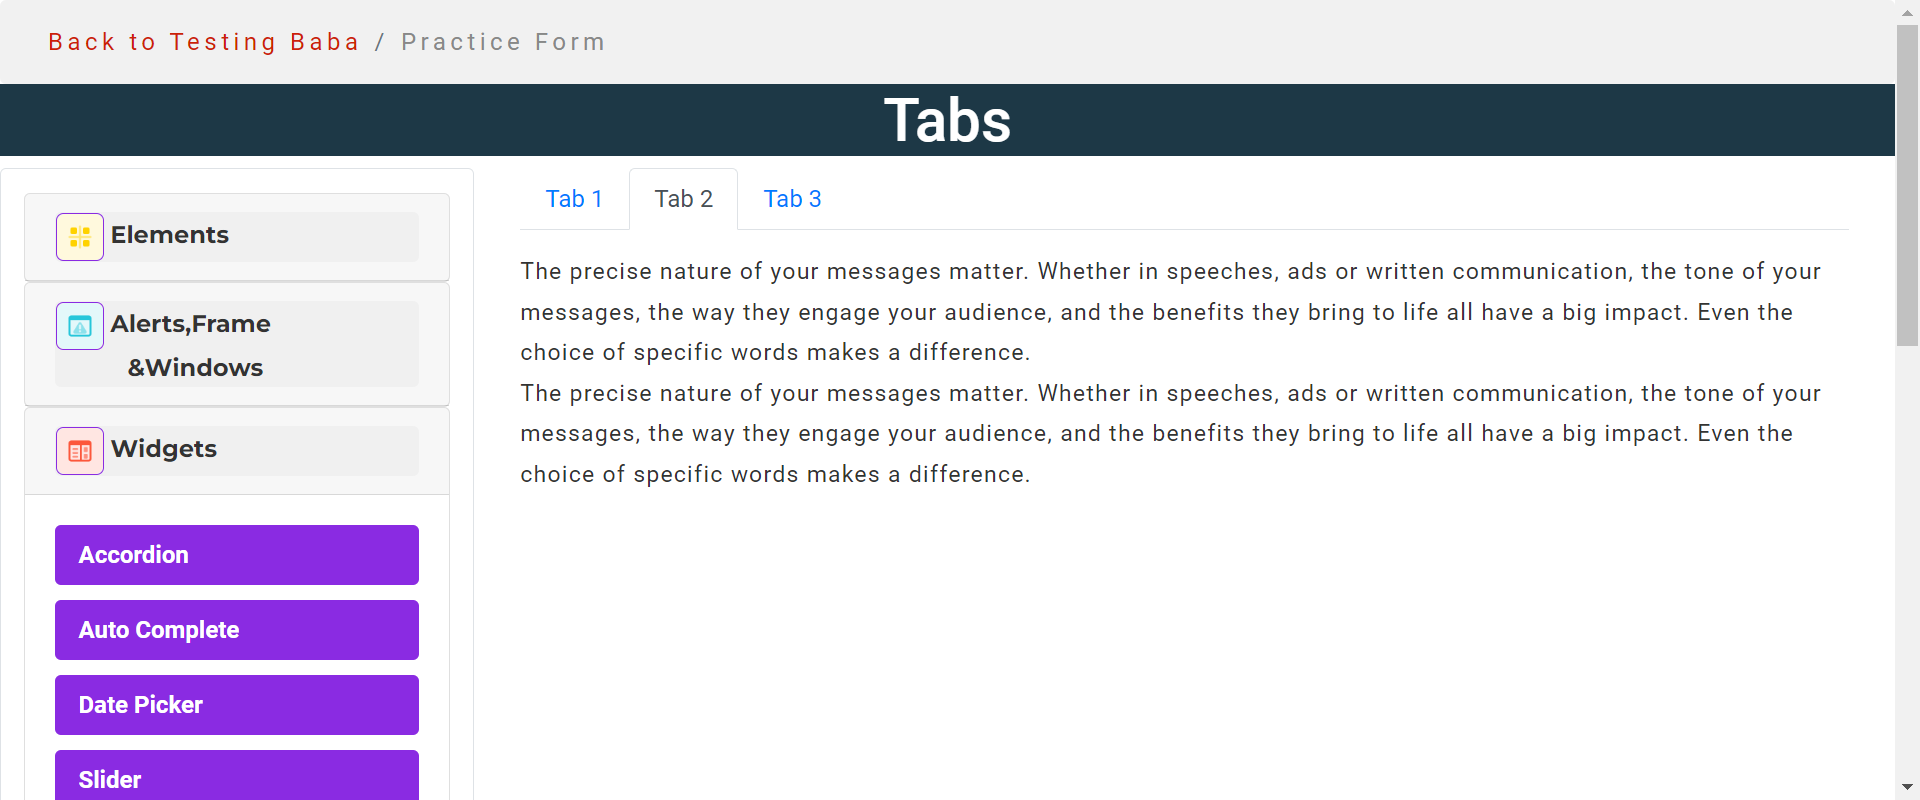 Back to Testing Baba / Practice Form
Tabs
Elements
Alerts,Frame
&Windows
Widgets
Accordion
Auto Complete
Date Picker
Slider
Tab 1 Tab 2 Tab 3
The precise nature of your messages matter. Whether in speeches, ads or written communication, the tone of your
messages, the way they engage your audience, and the benefits they bring to life all have a big impact. Even the
choice of specific words makes a difference.
The precise nature of your messages matter. Whether in speeches, ads or written communication, the tone of your
messages, the way they engage your audience, and the benefits they bring to life all have a big impact. Even the
choice of specific words makes a difference.